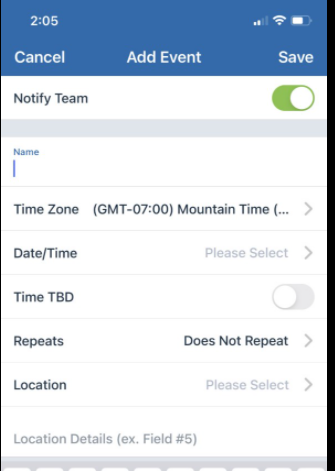 2:05
Cancel Add Event Save
Notify Team
Name
Time Zone (GMT-07:00) Mountain Time (...
Date/Time Please Select
Time TBD
Repeats Does Not Repeat
Location Please Select
Location Details (ex. Field #5)